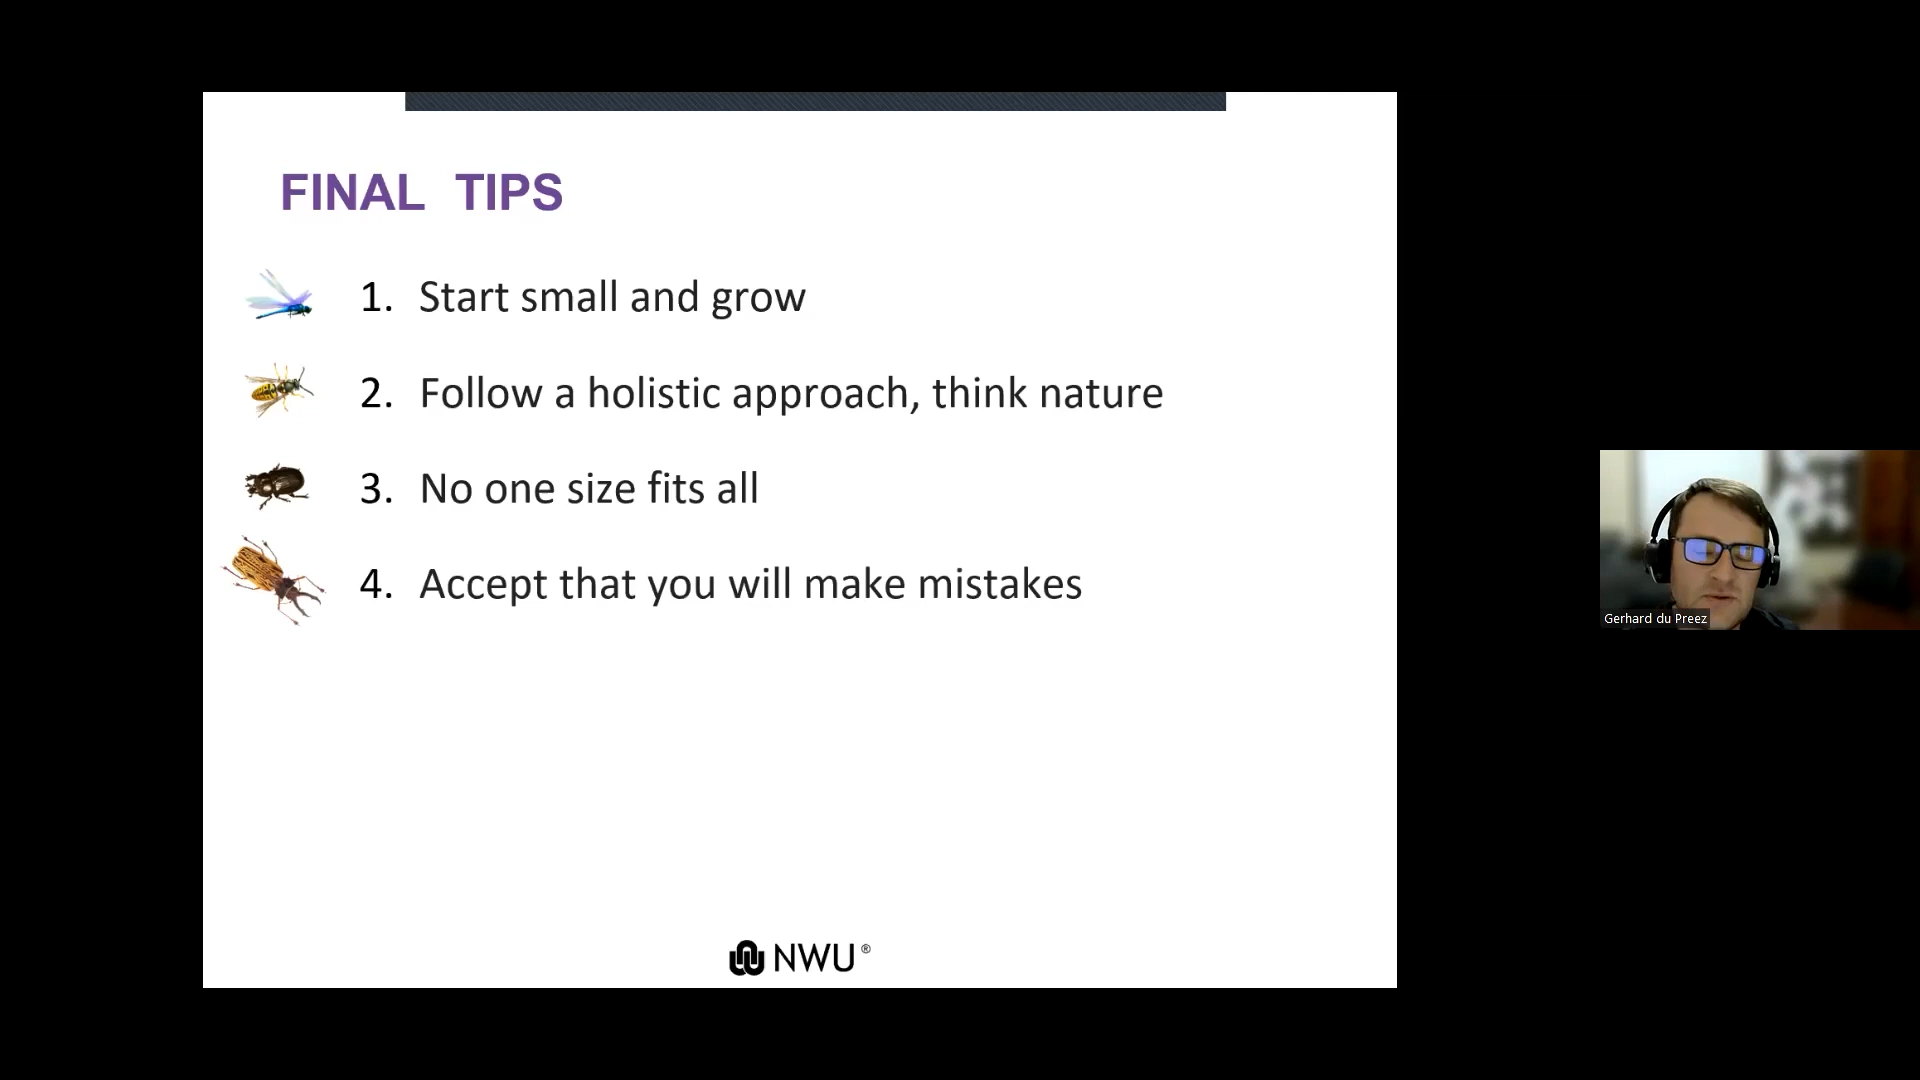 FINAL TIPS
1. Start small and grow
2. Follow a holistic approach, think nature
3. No one size fits all
4. Accept that you will make mistakes
Gerhard du Preez
NWU®